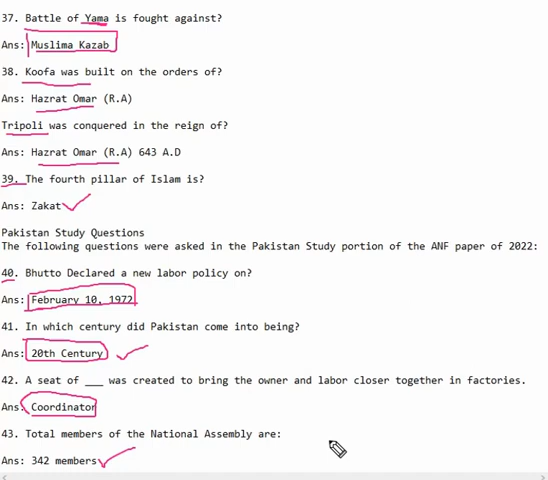 37. Battle of Yama is fought against?
Ans: Muslima Kazab
38. Koofa was built on the orders of?
Ans: Hazrat Omar (R.A)
Tripoli was conquered in the reign of?
Ans: Hazrat Omar (R.A) 643 A.D
39. The fourth pillar of Islam is?
Ans: Zakat
Pakistan Study Questions
The following questions were asked in the Pakistan Study portion of the ANF paper of 2022:
40. Bhutto Declared a new labor policy on?
Ans: February 10, 1972
41. In which century did Pakistan come into being?
Ans: 20th Century
42. A seat of ___ was created to bring the owner and labor closer together in factories.
Ans: Coordinator
43. Total members of the National Assembly are:
Ans: 342 members